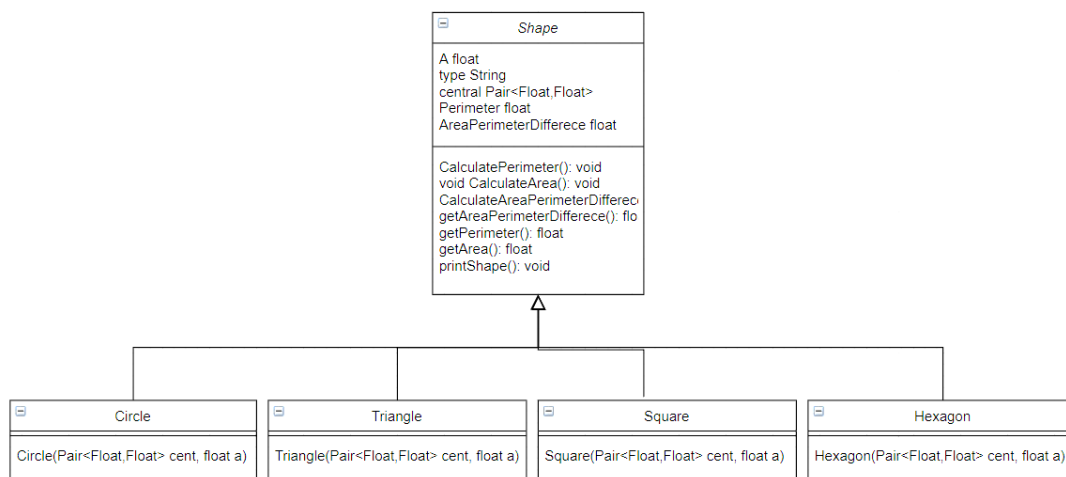 Shape
A float
type String
central Pair<Float,Float>
Perimeter float
AreaPerimeterDifferece float
CalculatePerimeter(): void
void CalculateArea(): void
CalculateAreaPerimeterDifferec
getAreaPerimeterDifferece(): flo
getPerimeter(): float
getArea(): float
printShape(): void
Circle
Triangle
Square
Hexagon
Circle(Pair<Float,Float> cent, float a)
Triangle(Pair<Float,Float> cent, float a)
Square(Pair<Float,Float> cent, float a)
Hexagon(Pair<Float,Float> cent, float a)